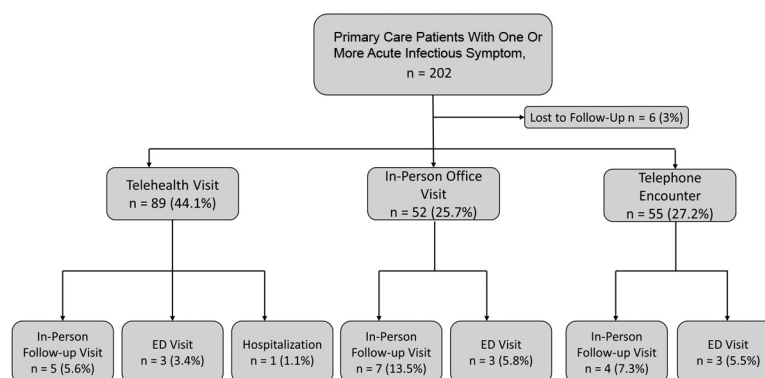 Primary Care Patients With One Or
More Acute Infectious Symptom,
n = 202
Lost to Follow-Up n = 6 (3%)
Telehealth Visit
n = 89 (44.1%)
In-Person Office
Visit
n = 52 (25.7%)
Telephone
Encounter
n = 55 (27.2%)
In-Person
Follow-up Visit
n = 5 (5.6%)
ED Visit
n = 3 (3.4%)
Hospitalization
n = 1 (1.1%)
In-Person
Follow-up Visit
n = 7 (13.5%)
ED Visit
n = 3 (5.8%)
In-Person
Follow-up Visit
n = 4 (7.3%)
ED Visit
n = 3 (5.5%)